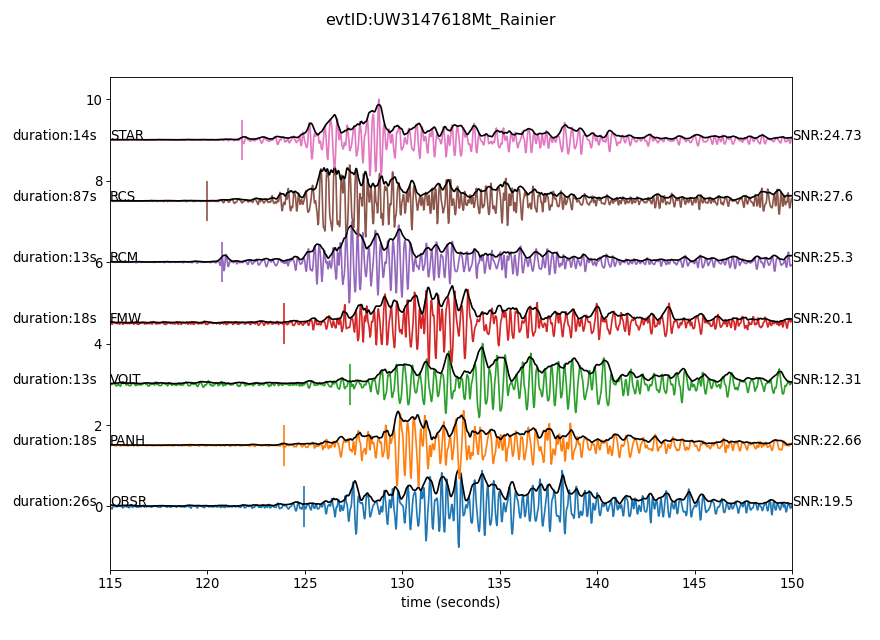 evtID:UW3147618Mt_Rainier
10
duration:14s STAR SNR:24.73
8
duration:87s RCS SNR:27.6
duration:13s RCM SNR:25.3
6
duration:18s FMW SNR:20.1
4
duration:13s VOIT SNR:12.31
2
duration:18s PANH SNR:22.66
duration:26s OBSR SNR:19.5
0
115 120 125 130 135 140 145 150
time (seconds)